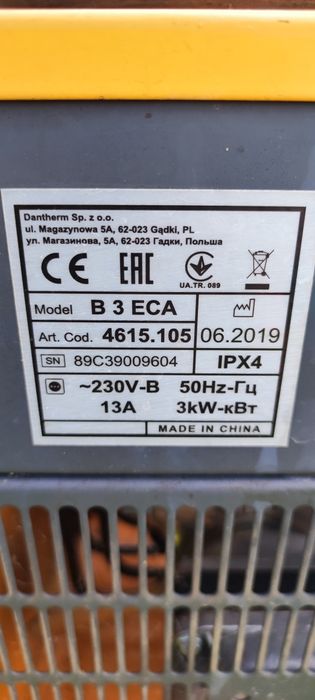 Dantherm Sp. z o.o.
ul. Magazynowa 5A, 62-023 Gądki, PL
ул. Магазинова, 5А, 62-023 Гадки, Польша
CE EAC UA.TR. 089
Model B 3 ECA
Art. Cod. 4615.105 06.2019
SN 89C39009604 IPX4
~230V-В 50Hz-Гц
13A 3kW-кВт
MADE IN CHINA